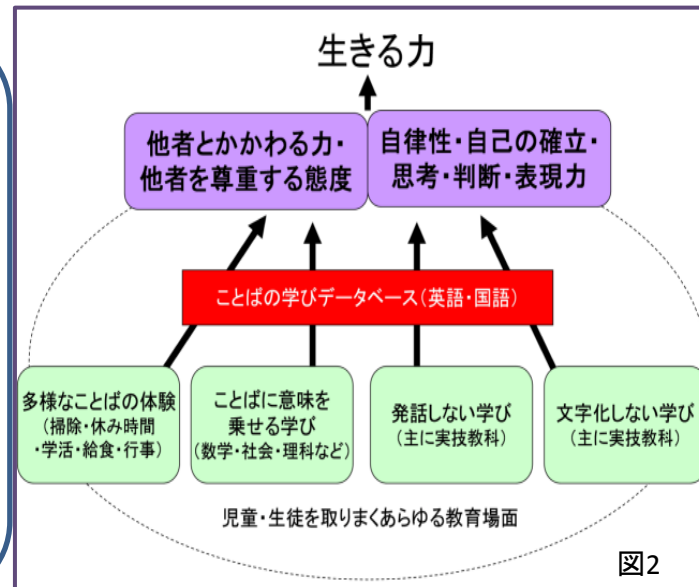 生きる力
他者とかかわる力・
他者を尊重する態度
自律性・自己の確立・
思考・判断・表現力
ことばの学びデータベース(英語・国語)
多様なことばの体験
(掃除・休み時間
・学活・給食・行事)
ことばに意味を
乗せる学び
(数学・社会・理科など)
発話しない学び
(主に実技教科)
文字化しない学び
(主に実技教科)
児童・生徒を取りまくあらゆる教育場面
図2